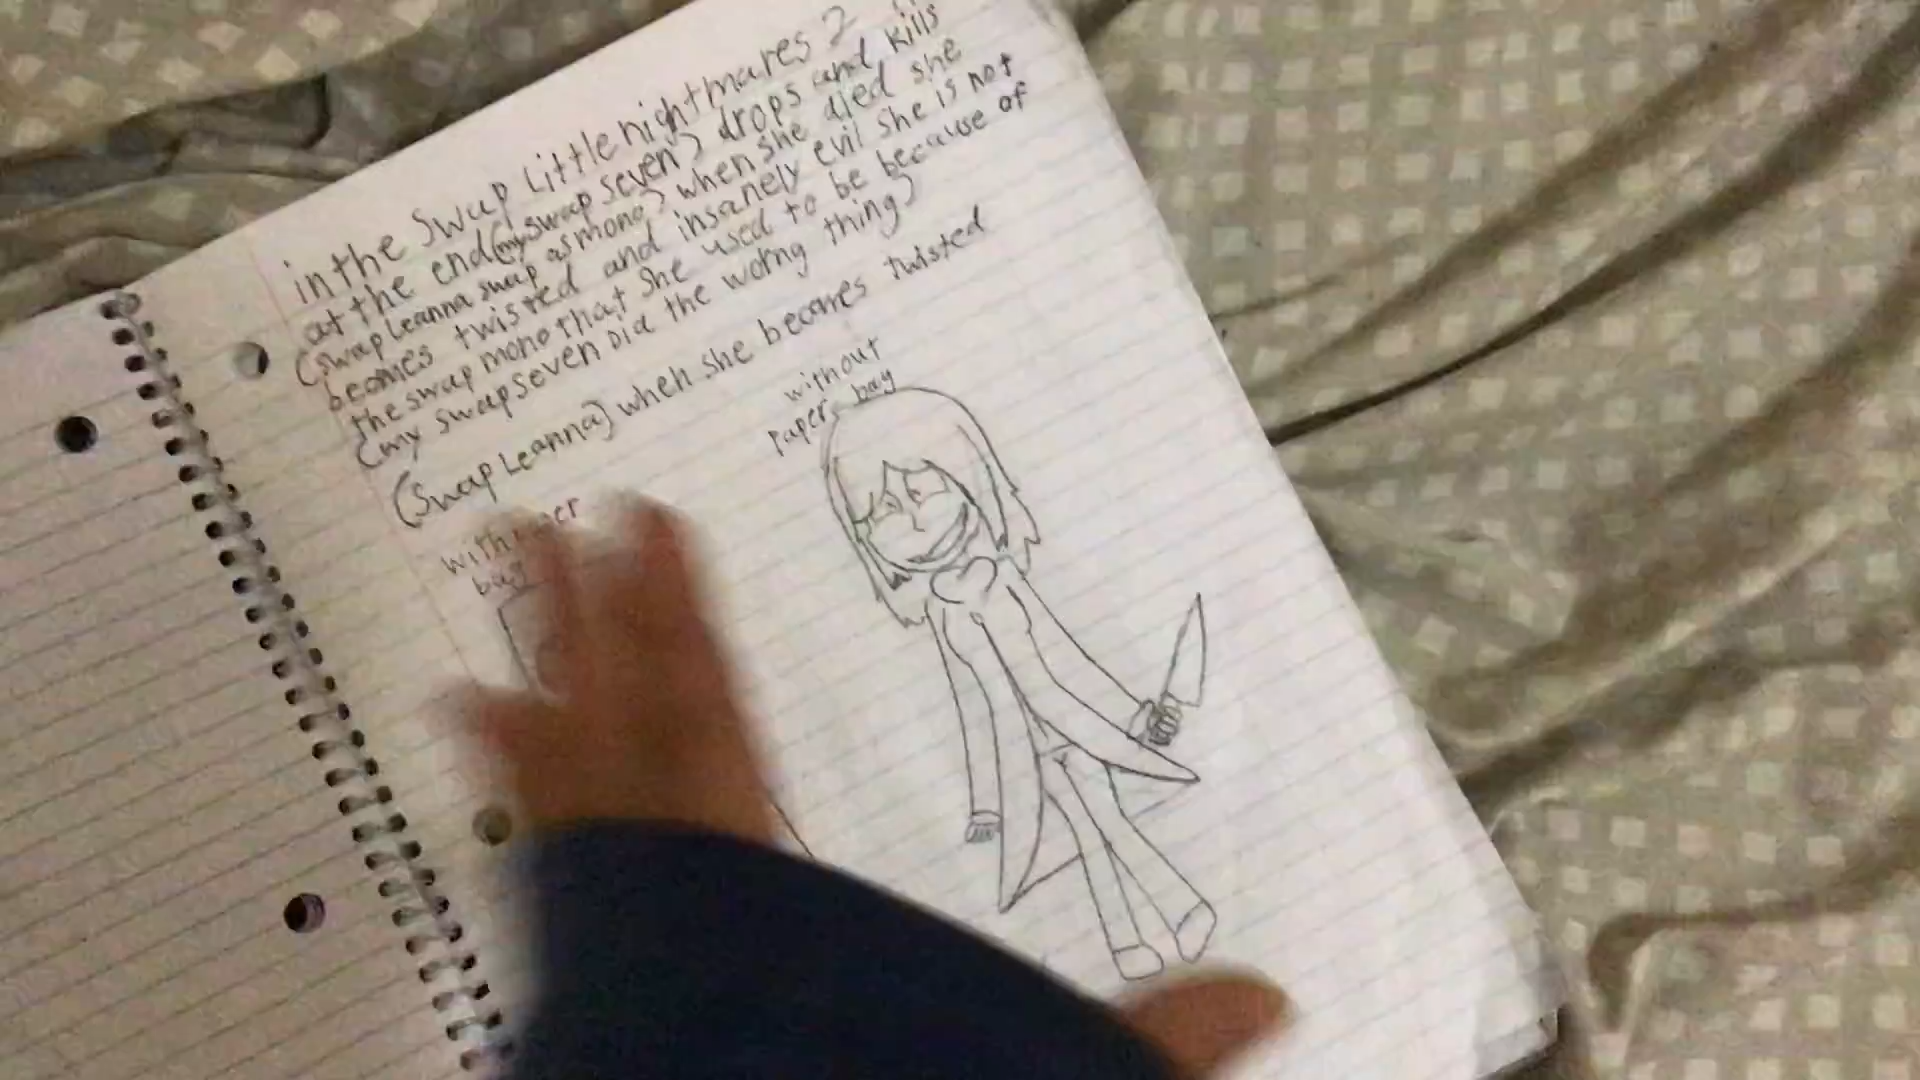 in the swap Little nightmares 2
at the end (my swap seven) drops and kills
(swap Leanna swap as mono) when she died she
becomes twisted and insanely evil she is not
the swap mono that she used to be because of
(my swap seven Did the worng thing)
(Swap Leanna) when she becomes twisted
without
Paper bag
with
bag